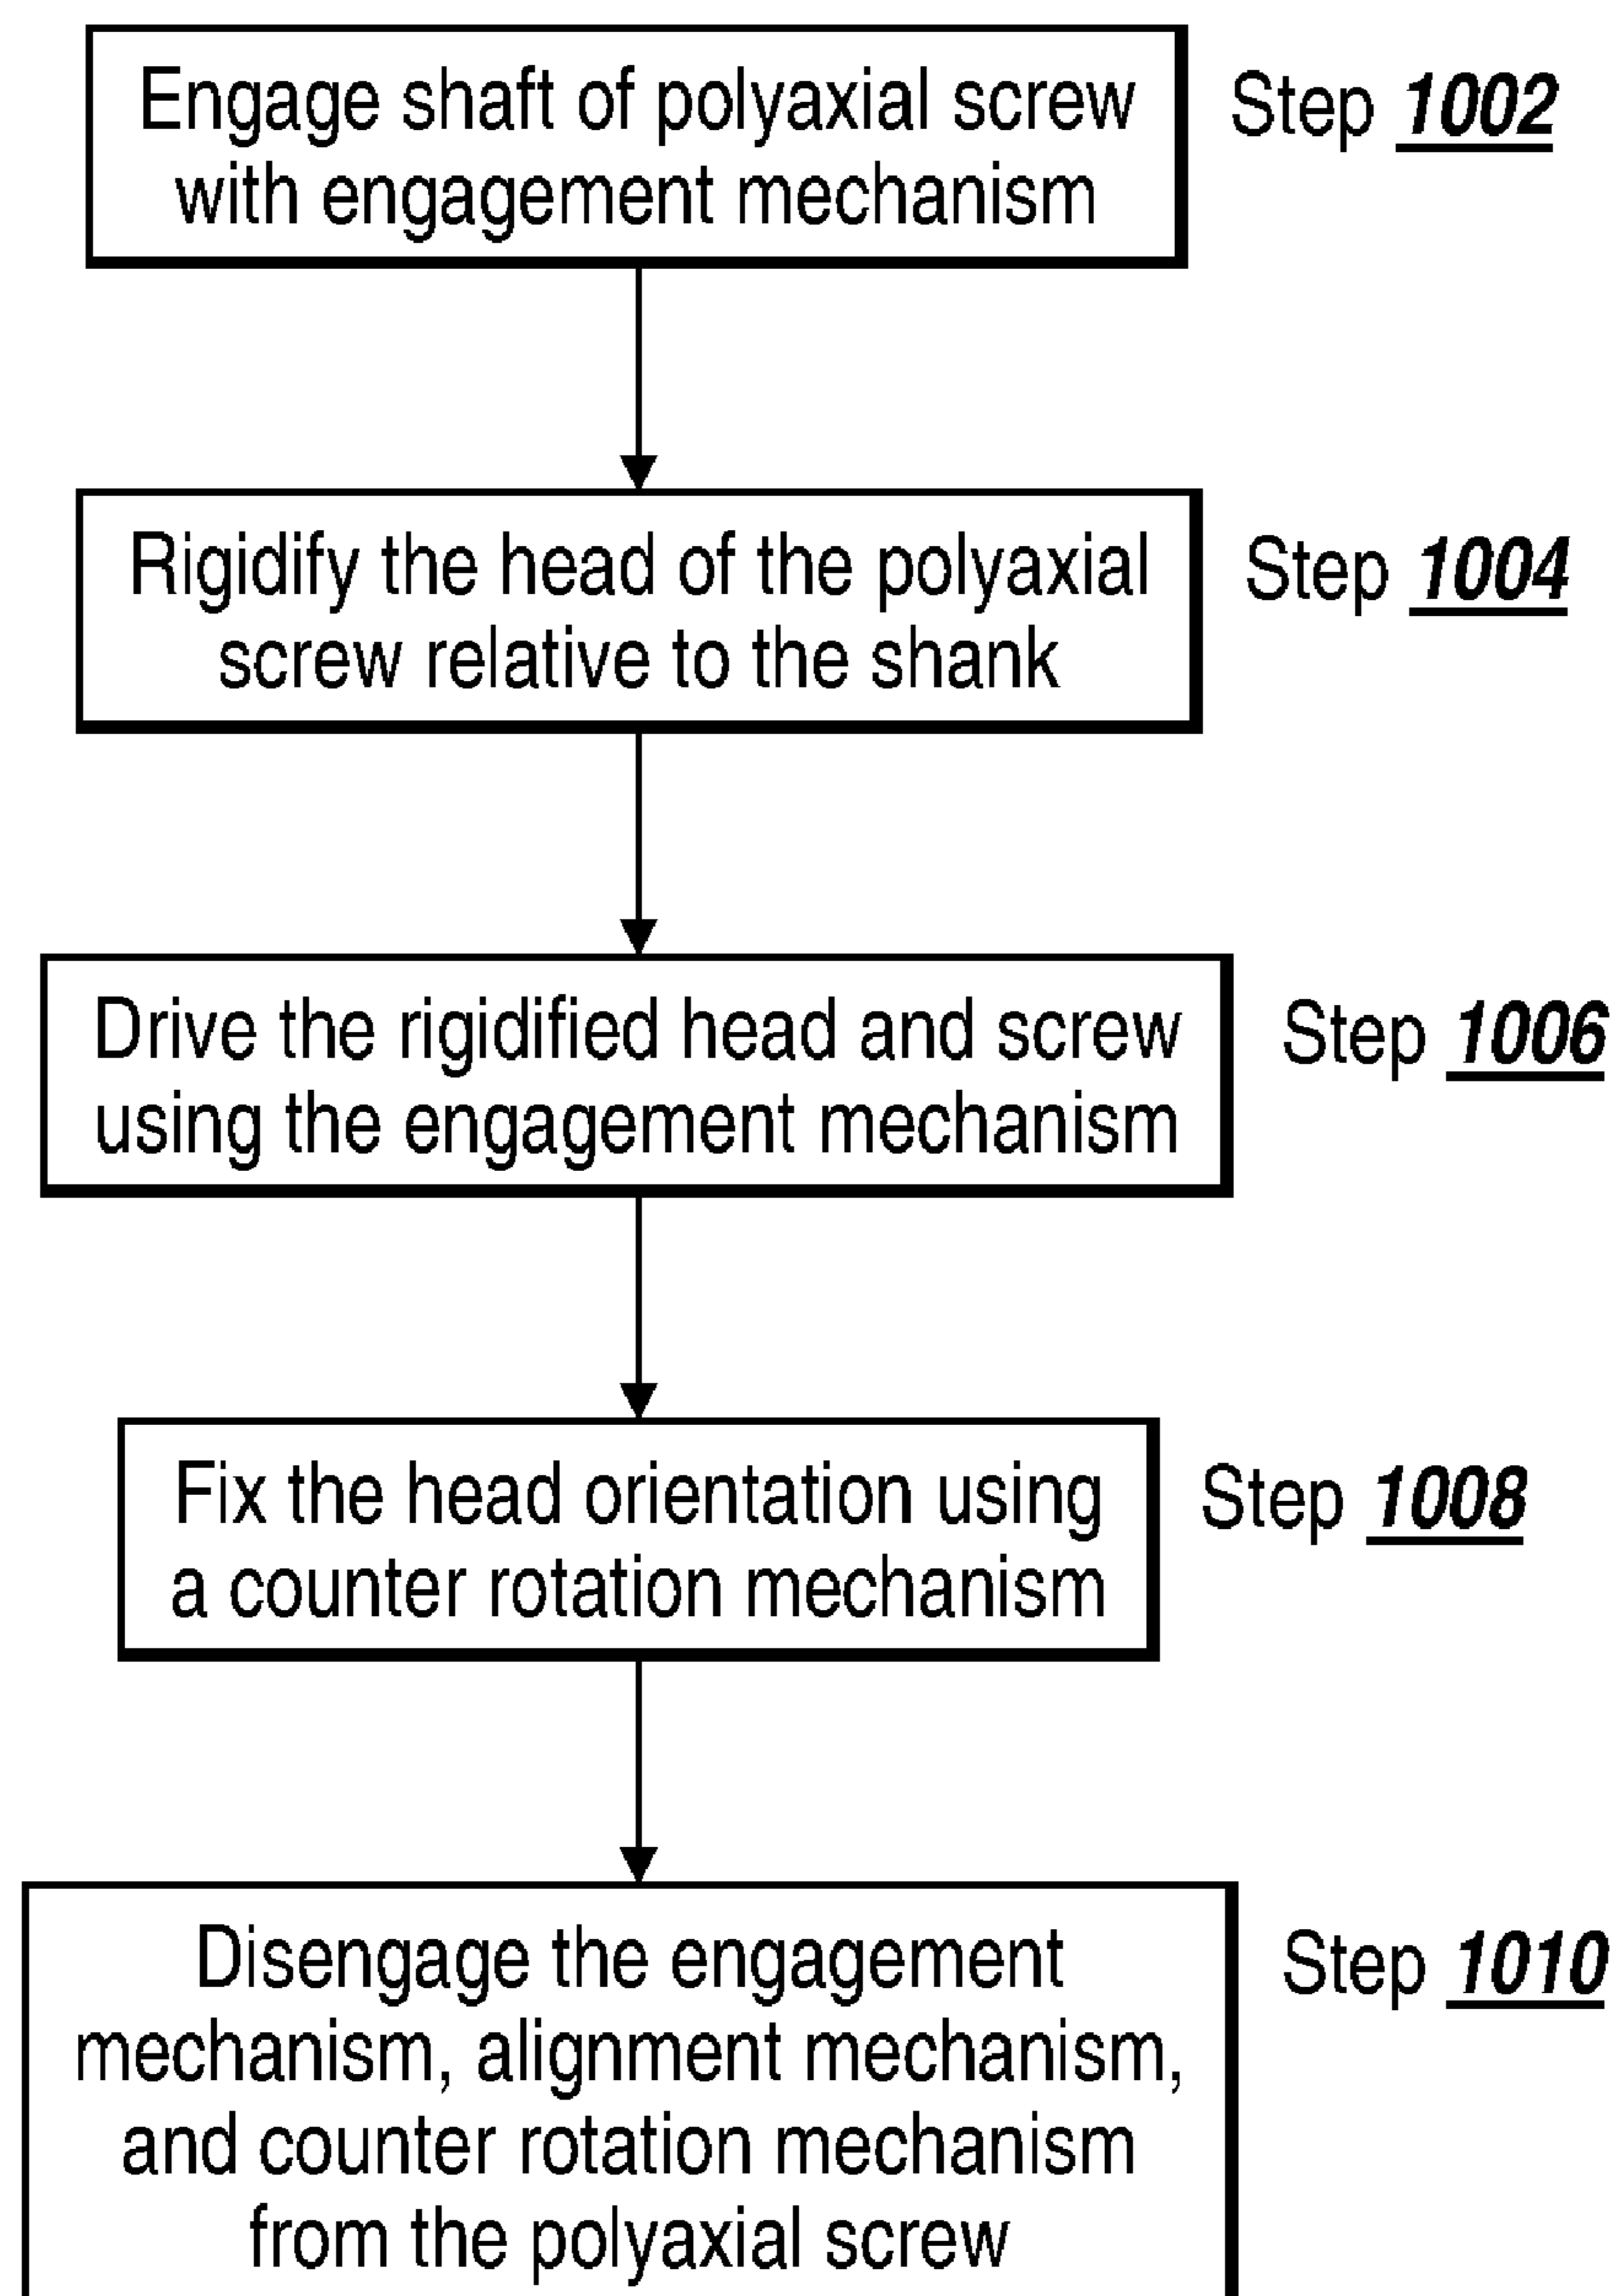 Engage shaft of polyaxial screw
with engagement mechanism
Step 1002
Rigidify the head of the polyaxial
screw relative to the shank
Step 1004
Drive the rigidified head and screw
using the engagement mechanism
Step 1006
Fix the head orientation using
a counter rotation mechanism
Step 1008
Disengage the engagement
mechanism, alignment mechanism,
and counter rotation mechanism
from the polyaxial screw
Step 1010